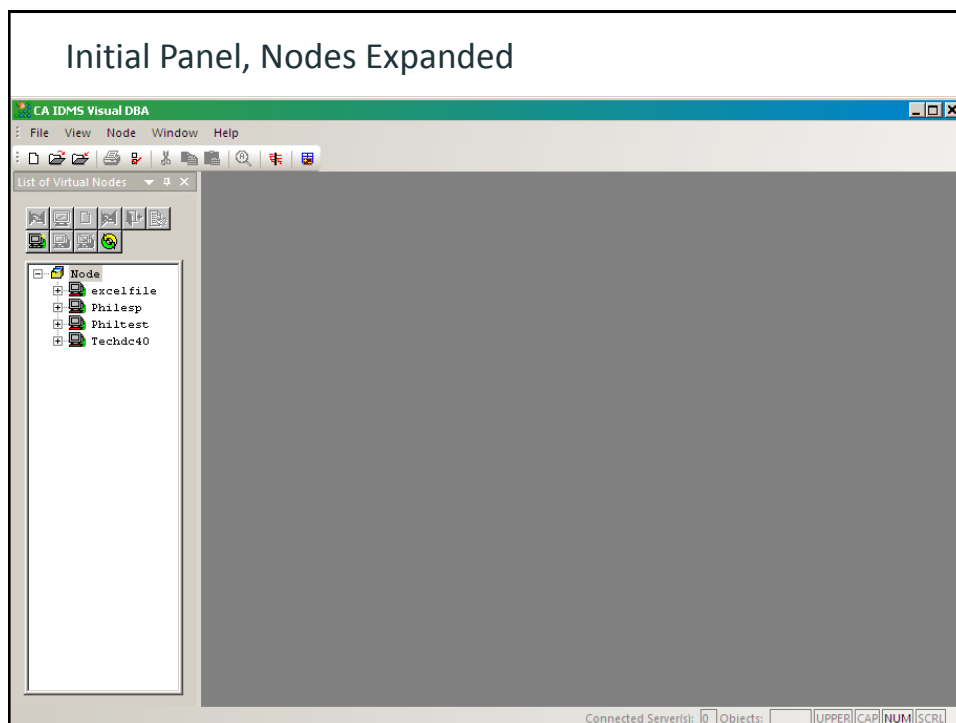 Initial Panel, Nodes Expanded
CA IDMS Visual DBA
File View Node Window Help
List of Virtual Nodes
Node
excelfile
Philesp
Philtest
Techdc40
Connected Server(s): 0 Objects: UPPER CAP NUM SCRL